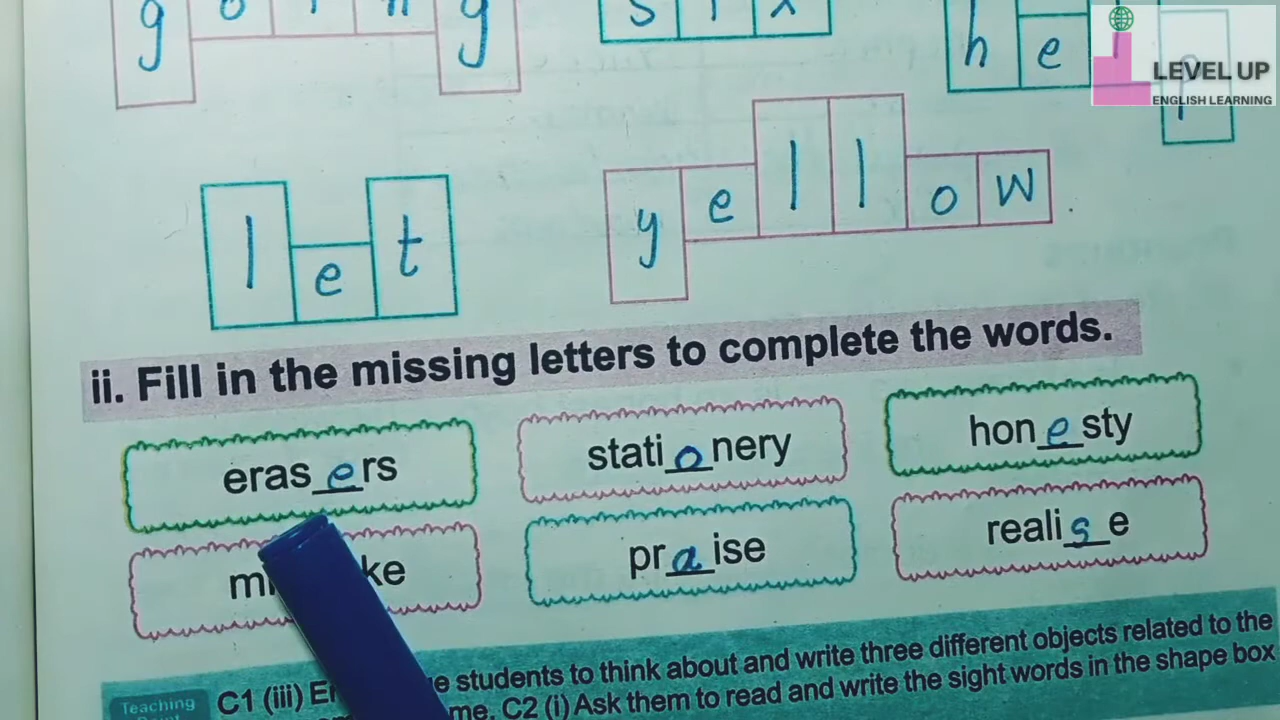 g o i n g
s i x
h e l p
LEVEL UP
ENGLISH LEARNING
l e t
y e l l o w
ii. Fill in the missing letters to complete the words.
erasers
stationery
honesty
praise
realise
Teaching
C1 (iii) students to think about and write three different objects related to the
C2 (i) Ask them to read and write the sight words in the shape box